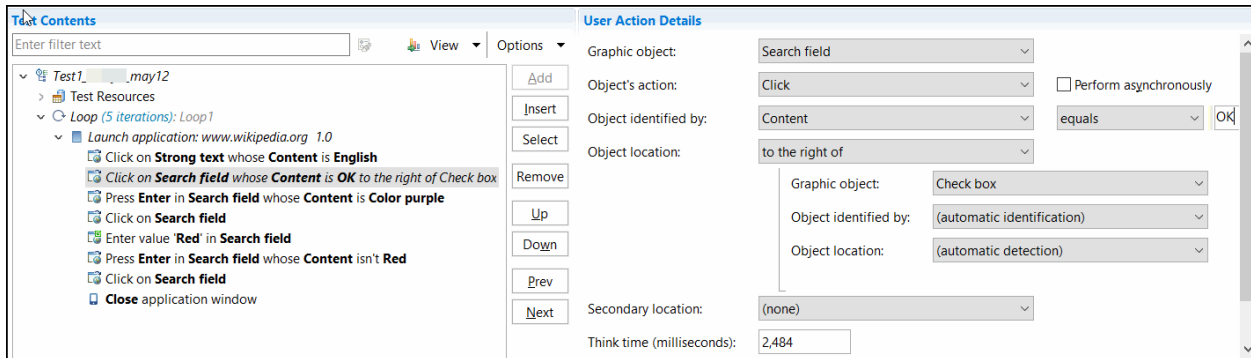 Test Contents
Enter filter text
View
Options
Test1_ _may12
Test Resources
Loop (5 iterations): Loop1
Launch application: www.wikipedia.org 1.0
Click on Strong text whose Content is English
Click on Search field whose Content is OK to the right of Check box
Press Enter in Search field whose Content is Color purple
Click on Search field
Enter value 'Red' in Search field
Press Enter in Search field whose Content isn't Red
Click on Search field
Close application window
Add
Insert
Select
Remove
Up
Down
Prev
Next
User Action Details
Graphic object: Search field
Object's action: Click Perform asynchronously
Object identified by: Content equals OK
Object location: to the right of
Graphic object: Check box
Object identified by: (automatic identification)
Object location: (automatic detection)
Secondary location: (none)
Think time (milliseconds): 2,484